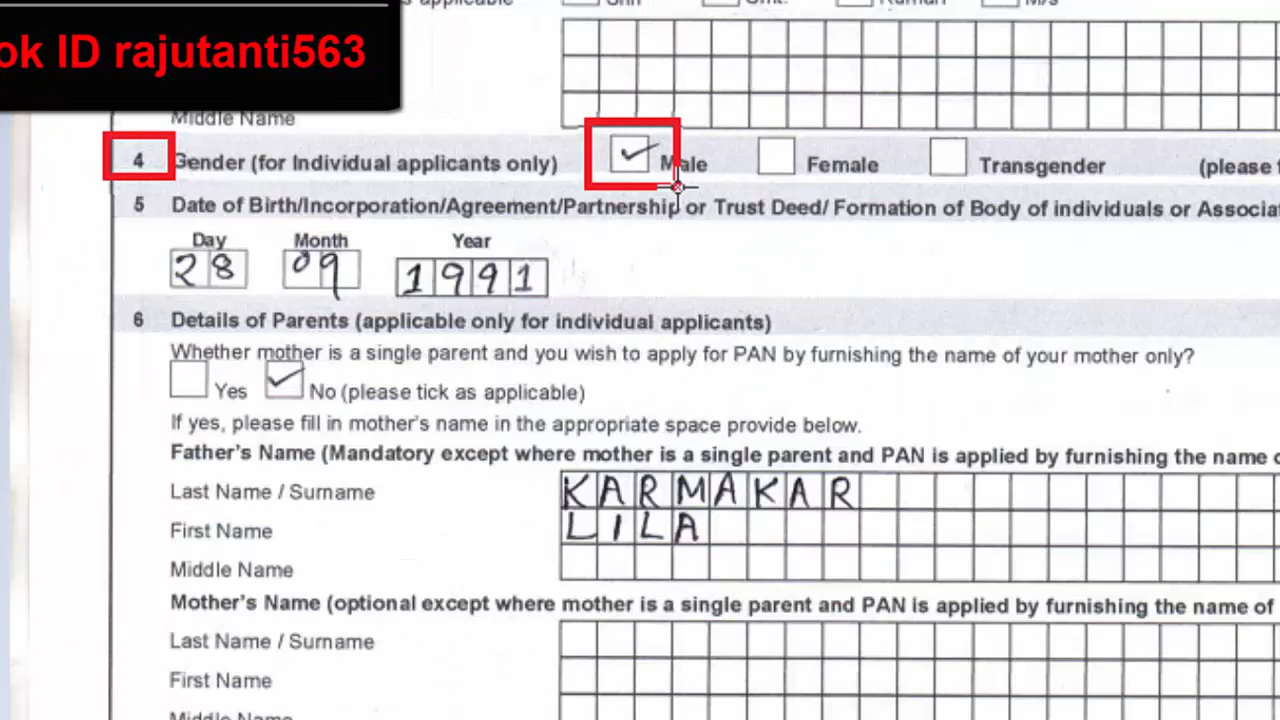 ok ID rajutanti563
Middle Name
4 Gender (for Individual applicants only) Male Female Transgender (please
5 Date of Birth/Incorporation/Agreement/Partnership or Trust Deed/ Formation of Body of individuals or Associa
Day Month Year
28 09 1991
6 Details of Parents (applicable only for individual applicants)
Whether mother is a single parent and you wish to apply for PAN by furnishing the name of your mother only?
Yes No (please tick as applicable)
If yes, please fill in mother's name in the appropriate space provide below.
Father's Name (Mandatory except where mother is a single parent and PAN is applied by furnishing the name
Last Name / Surname KARMAKAR
First Name LILA
Middle Name
Mother's Name (optional except where mother is a single parent and PAN is applied by furnishing the name of
Last Name / Surname
First Name
Middle Name